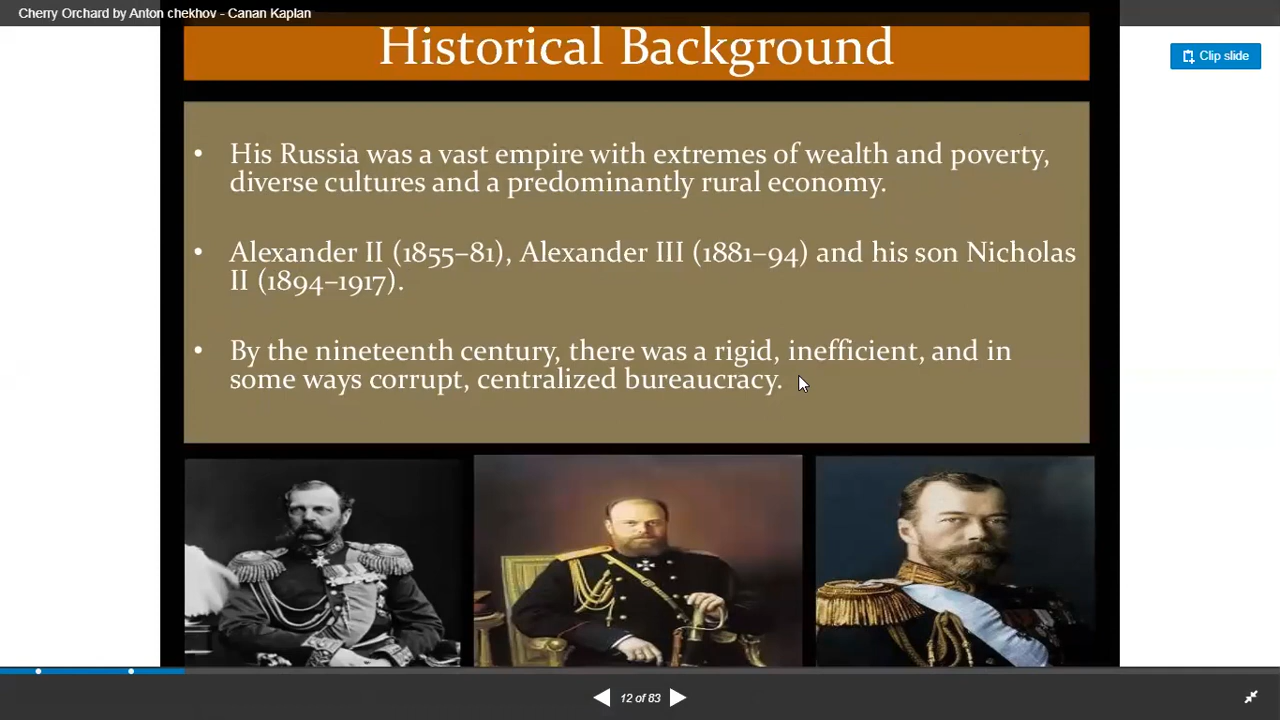 Cherry Orchard by Anton chekhov - Canan Kaplan
Historical Background
Clip slide
• His Russia was a vast empire with extremes of wealth and poverty,
diverse cultures and a predominantly rural economy.
• Alexander II (1855–81), Alexander III (1881–94) and his son Nicholas
II (1894–1917).
• By the nineteenth century, there was a rigid, inefficient, and in
some ways corrupt, centralized bureaucracy.
12 of 83